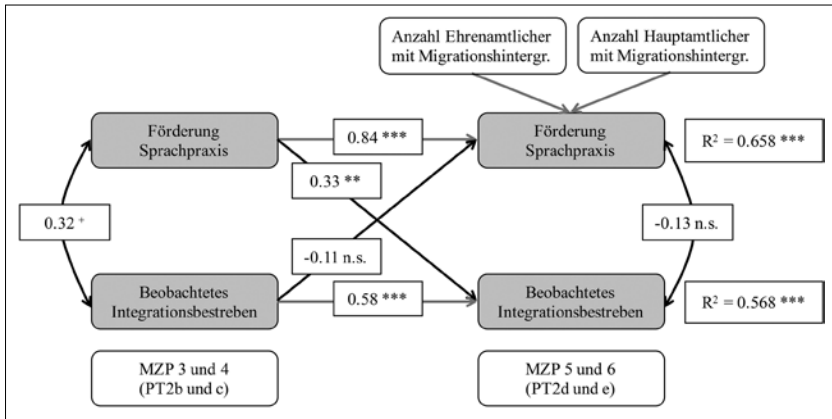 Anzahl Ehrenamtlicher
mit Migrationshintergr.
Anzahl Hauptamtlicher
mit Migrationshintergr.
Förderung
Sprachpraxis
0.84 ***
Förderung
Sprachpraxis
R² = 0.658 ***
0.33 **
0.32 +
-0.13 n.s.
-0.11 n.s.
Beobachtetes
Integrationsbestreben
0.58 ***
Beobachtetes
Integrationsbestreben
R² = 0.568 ***
MZP 3 und 4
(PT2b und c)
MZP 5 und 6
(PT2d und e)